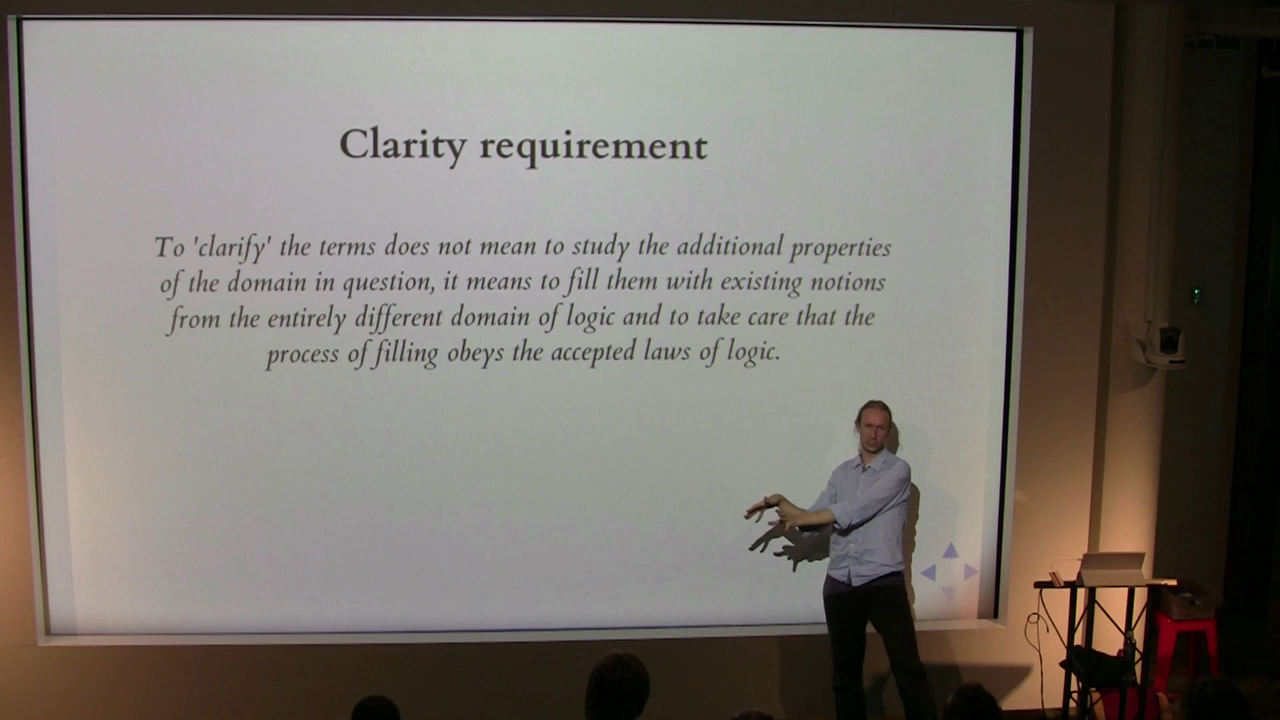 Clarity requirement
To 'clarify' the terms does not mean to study the additional properties
of the domain in question, it means to fill them with existing notions
from the entirely different domain of logic and to take care that the
process of filling obeys the accepted laws of logic.